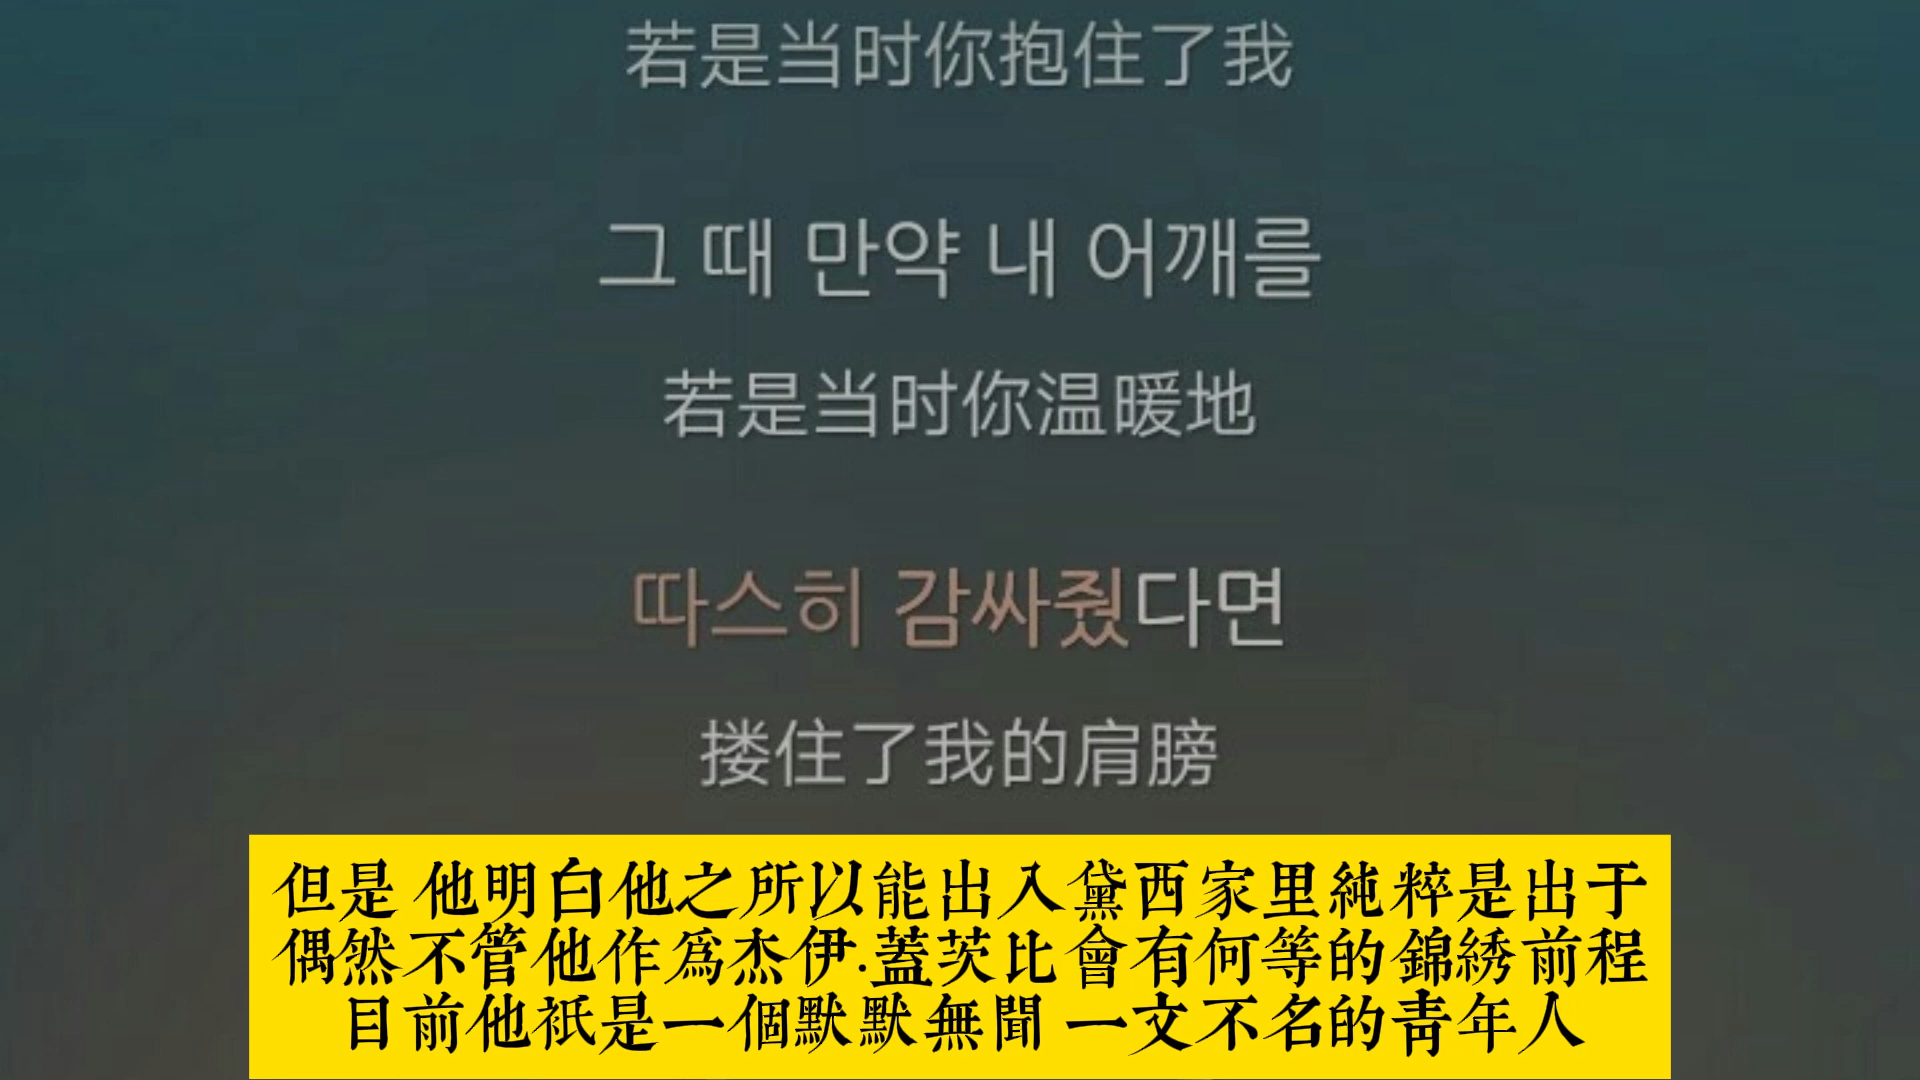 若是当时你抱住了我
그 때 만약 내 어깨를
若是当时你温暖地
따스히 감싸줬다면
搂住了我的肩膀
但是 他明白他之所以能出入黛西家里純粹是出于
偶然不管他作爲杰伊.蓋茨比會有何等的錦綉前程
目前他衹是一個默默無聞 一文不名的青年人